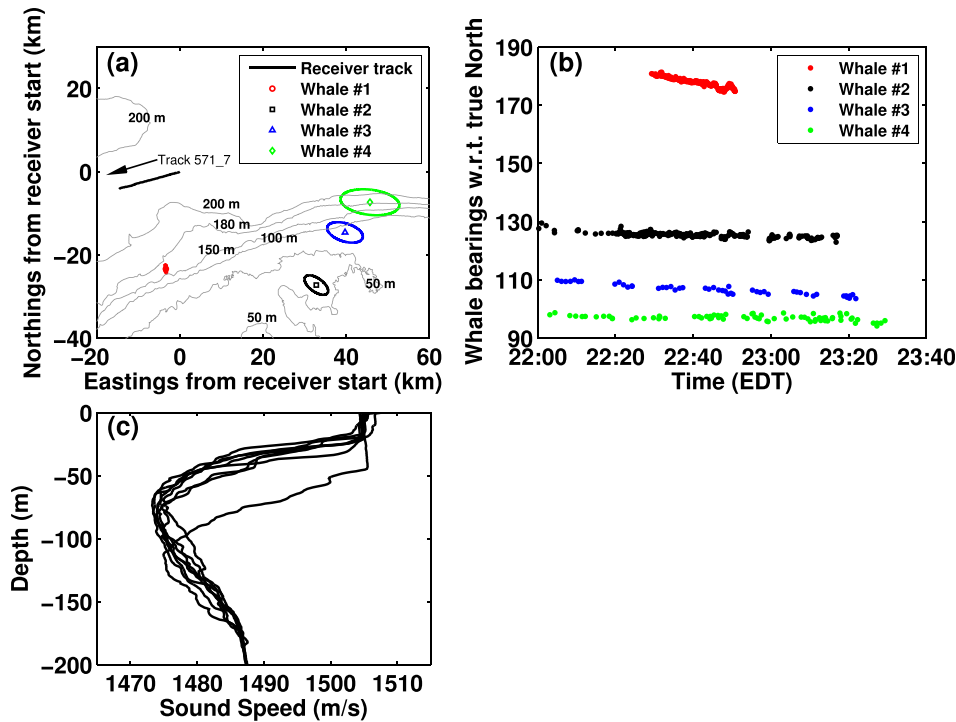 (a)
Receiver track
Whale #1
Whale #2
Whale #3
Whale #4
200 m
Track 571_7
200 m
180 m
150 m
100 m
50 m
50 m
20
0
−20
−40
−20 0 20 40 60
Northings from receiver start (km)
Eastings from receiver start (km)
(b)
Whale #1
Whale #2
Whale #3
Whale #4
190
170
150
130
110
90
22:00 22:20 22:40 23:00 23:20 23:40
Whale bearings w.r.t. true North
Time (EDT)
(c)
0
−50
−100
−150
−200
1470 1480 1490 1500 1510
Depth (m)
Sound Speed (m/s)